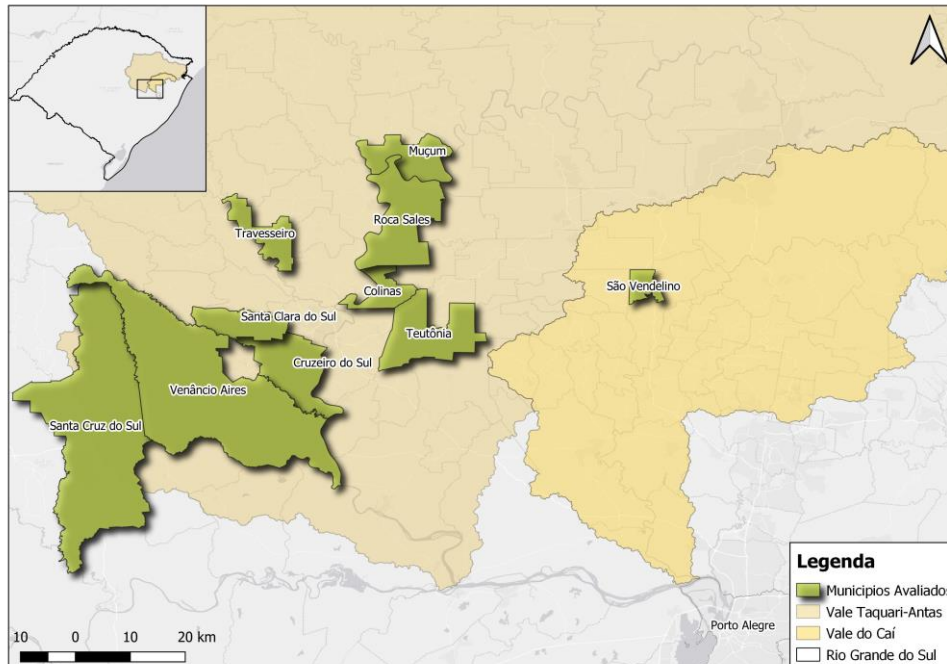 Muçum
Roca Sales
Travesseiro
São Vendelino
Colinas
Santa Clara do Sul
Teutônia
Cruzeiro do Sul
Venâncio Aires
Santa Cruz do Sul
Porto Alegre
10 0 10 20 km
Legenda
Municipios Avaliados
Vale Taquari-Antas
Vale do Caí
Rio Grande do Sul